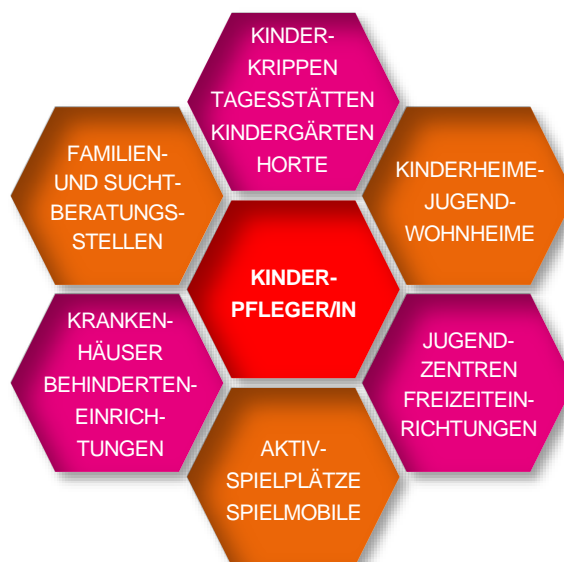 KINDER-
KRIPPEN
TAGESSTÄTTEN
KINDERGÄRTEN
HORTE
FAMILIEN-
UND SUCHT-
BERATUNGS-
STELLEN
KINDERHEIME-
JUGEND-
WOHNHEIME
KINDER-
PFLEGER/IN
KRANKEN-
HÄUSER
BEHINDERTEN-
EINRICH-
TUNGEN
JUGEND-
ZENTREN
FREIZEITEIN-
RICHTUNGEN
AKTIV-
SPIELPLÄTZE
SPIELMOBILE